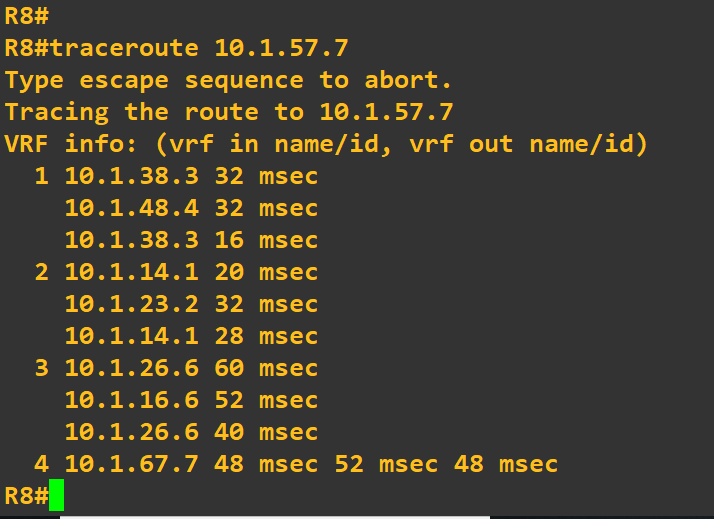 R8#
R8#traceroute 10.1.57.7
Type escape sequence to abort.
Tracing the route to 10.1.57.7
VRF info: (vrf in name/id, vrf out name/id)
  1 10.1.38.3 32 msec
    10.1.48.4 32 msec
    10.1.38.3 16 msec
  2 10.1.14.1 20 msec
    10.1.23.2 32 msec
    10.1.14.1 28 msec
  3 10.1.26.6 60 msec
    10.1.16.6 52 msec
    10.1.26.6 40 msec
  4 10.1.67.7 48 msec 52 msec 48 msec
R8#